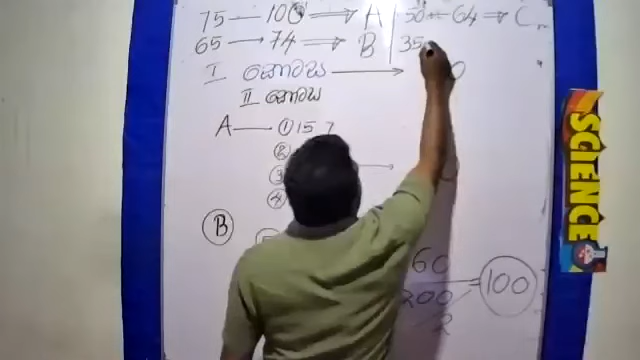 75 — 100 ⇒ A | 50 — 64 ⇒ C
65 → 74 ⇒ B | 35
I කොටස →
II කොටස
A — ① 15
②
③ →
④
Ⓑ
60
200 = 100
2
SCIENCE